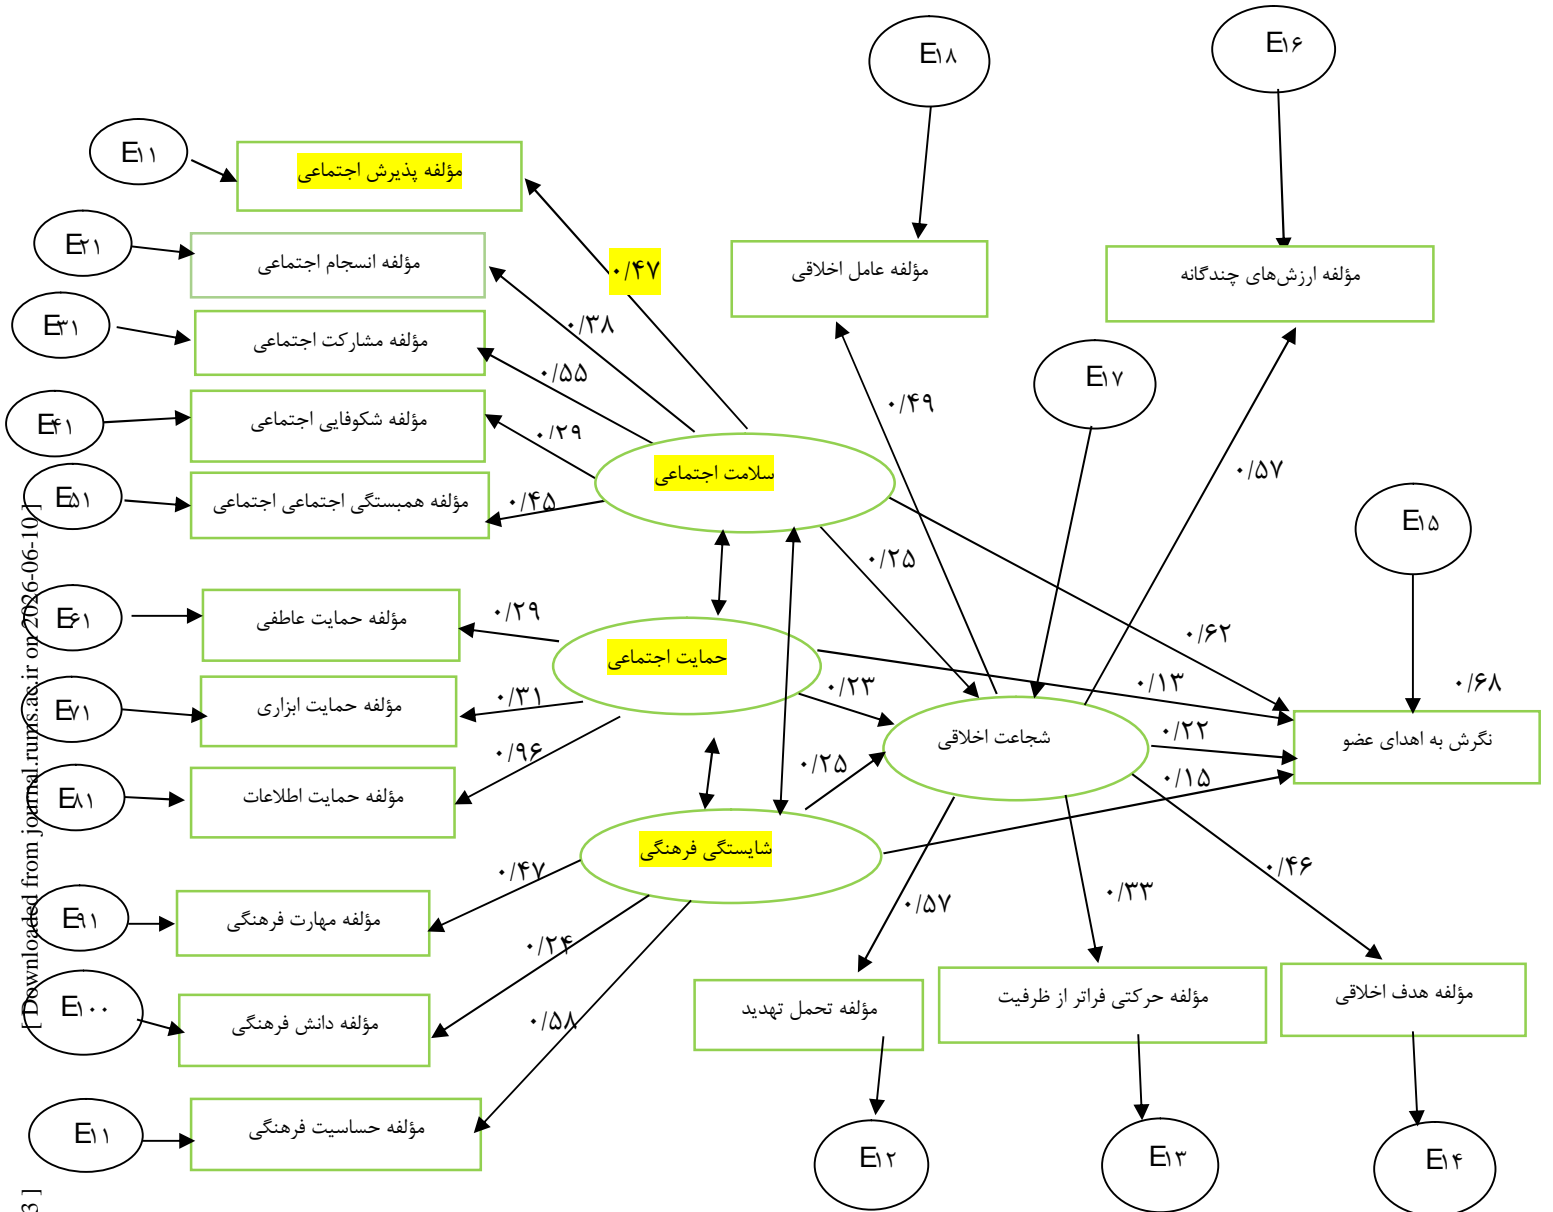 E۱۸
E۱۶
E۱۱
مؤلفه پذیرش اجتماعی
E۲۱
مؤلفه انسجام اجتماعی
۰/۴۷
مؤلفه عامل اخلاقی
مؤلفه ارزش‌های چندگانه
E۳۱
مؤلفه مشارکت اجتماعی
۰/۳۸
۰/۵۵
E۱۷
E۴۱
مؤلفه شکوفایی اجتماعی
۰/۲۹
۰/۴۹
سلامت اجتماعی
۰/۵۷
E۵۱
مؤلفه همبستگی اجتماعی اجتماعی
۰/۴۵
E۱۵
۰/۲۵
E۶۱
مؤلفه حمایت عاطفی
۰/۲۹
حمایت اجتماعی
۰/۶۲
۰/۲۳
۰/۱۳
۰/۶۸
E۷۱
مؤلفه حمایت ابزاری
۰/۳۱
شجاعت اخلاقی
۰/۲۲
نگرش به اهدای عضو
۰/۹۶
۰/۲۵
۰/۱۵
E۸۱
مؤلفه حمایت اطلاعات
شایستگی فرهنگی
۰/۴۷
۰/۵۷
۰/۳۳
۰/۴۶
E۹۱
مؤلفه مهارت فرهنگی
۰/۲۴
E۱۰۰
مؤلفه دانش فرهنگی
۰/۵۸
مؤلفه تحمل تهدید
مؤلفه حرکتی فراتر از ظرفیت
مؤلفه هدف اخلاقی
E۱۱
مؤلفه حساسیت فرهنگی
E۱۲
E۱۳
E۱۴
[ Downloaded from journal.rums.ac.ir on 2026-06-10 ]
3 ]